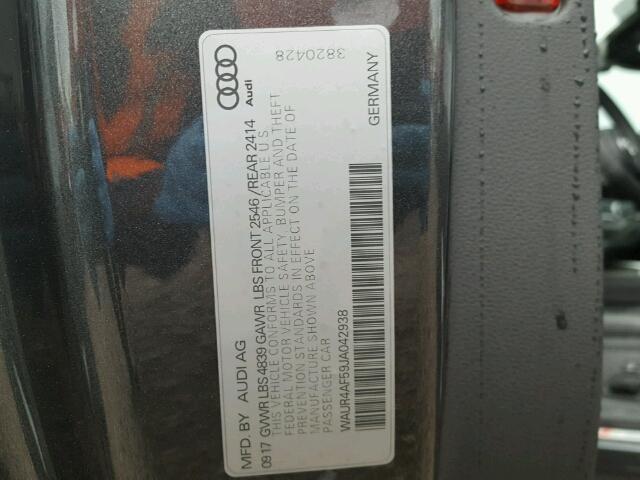 MFD. BY AUDI AG
09 17 GVWR LBS 4839 GAWR LBS FRONT 2546 / REAR 2414
THIS VEHICLE CONFORMS TO ALL APPLICABLE U.S.
FEDERAL MOTOR VEHICLE SAFETY, BUMPER AND THEFT
PREVENTION STANDARDS IN EFFECT ON THE DATE OF
MANUFACTURE SHOWN ABOVE
PASSENGER CAR
WAUR4AF59JA042938
GERMANY
Audi
3820428